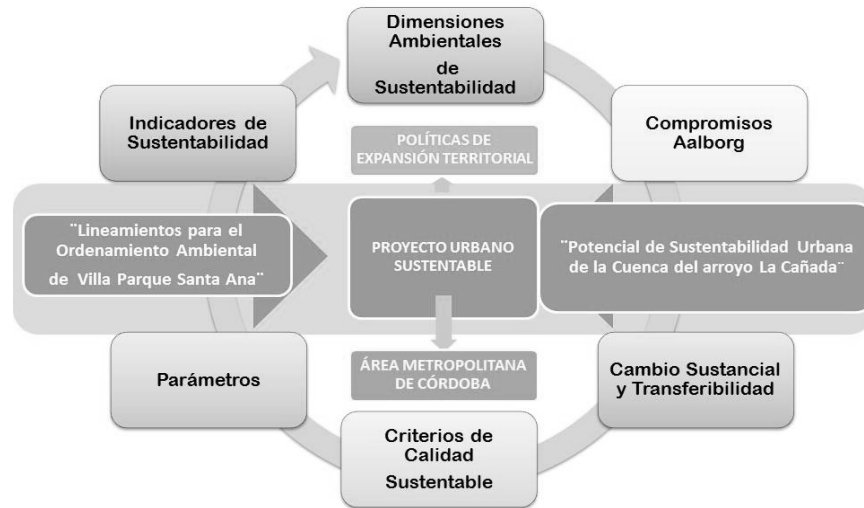 Dimensiones
Ambientales
de
Sustentabilidad
Indicadores de
Sustentabilidad
Compromisos
Aalborg
POLÍTICAS DE
EXPANSIÓN TERRITORIAL
¨Lineamientos para el
Ordenamiento Ambiental
de Villa Parque Santa Ana¨
PROYECTO URBANO
SUSTENTABLE
¨Potencial de Sustentabilidad Urbana
de la Cuenca del arroyo La Cañada¨
Parámetros
ÁREA METROPOLITANA
DE CÓRDOBA
Cambio Sustancial
y Transferibilidad
Criterios de
Calidad
Sustentable